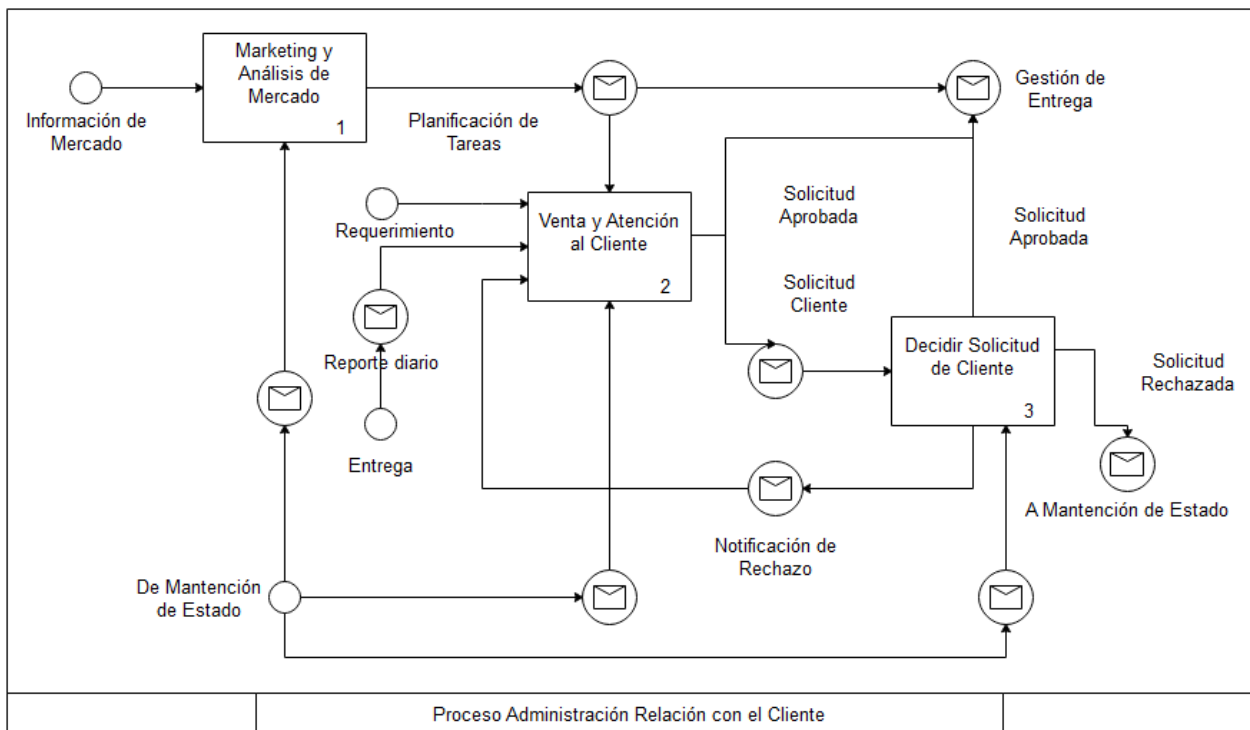 Marketing y
Análisis de
Mercado
1
Información de
Mercado
Planificación de
Tareas
Gestión de
Entrega
Requerimiento
Venta y Atención
al Cliente
2
Solicitud
Aprobada
Solicitud
Aprobada
Solicitud
Cliente
Reporte diario
Decidir Solicitud
de Cliente
3
Solicitud
Rechazada
Entrega
A Mantención de Estado
Notificación de
Rechazo
De Mantención
de Estado
Proceso Administración Relación con el Cliente